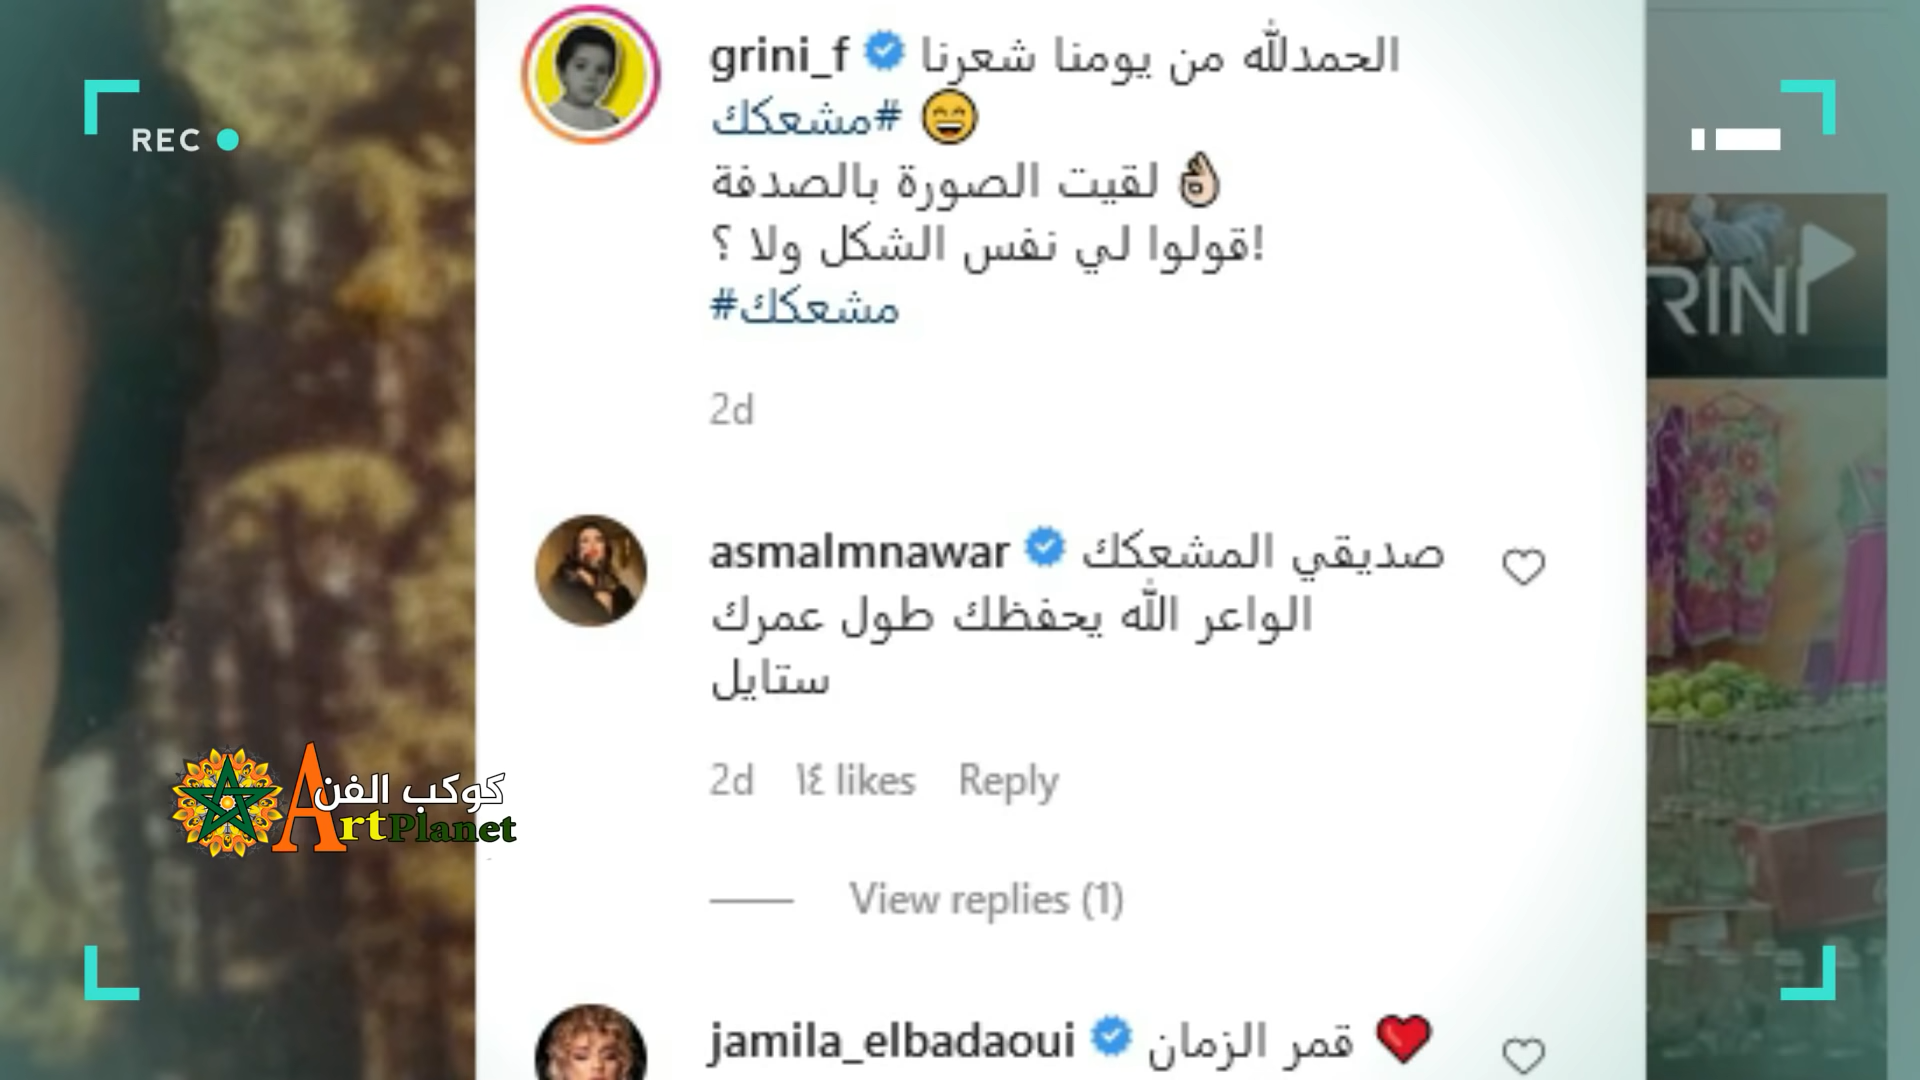 REC
grini_f الحمدلله من يومنا شعرنا
#مشعكك 😄
👌🏼 لقيت الصورة بالصدفة
!قولوا لي نفس الشكل ولا ؟
#مشعكك
2d
RINI
asmalmnawar صديقي المشعكك
الواعر الله يحفظك طول عمرك
ستايل
2d ١٤ likes Reply
كوكب الفن
ArtPlanet
View replies (1)
jamila_elbadaoui قمر الزمان ❤️